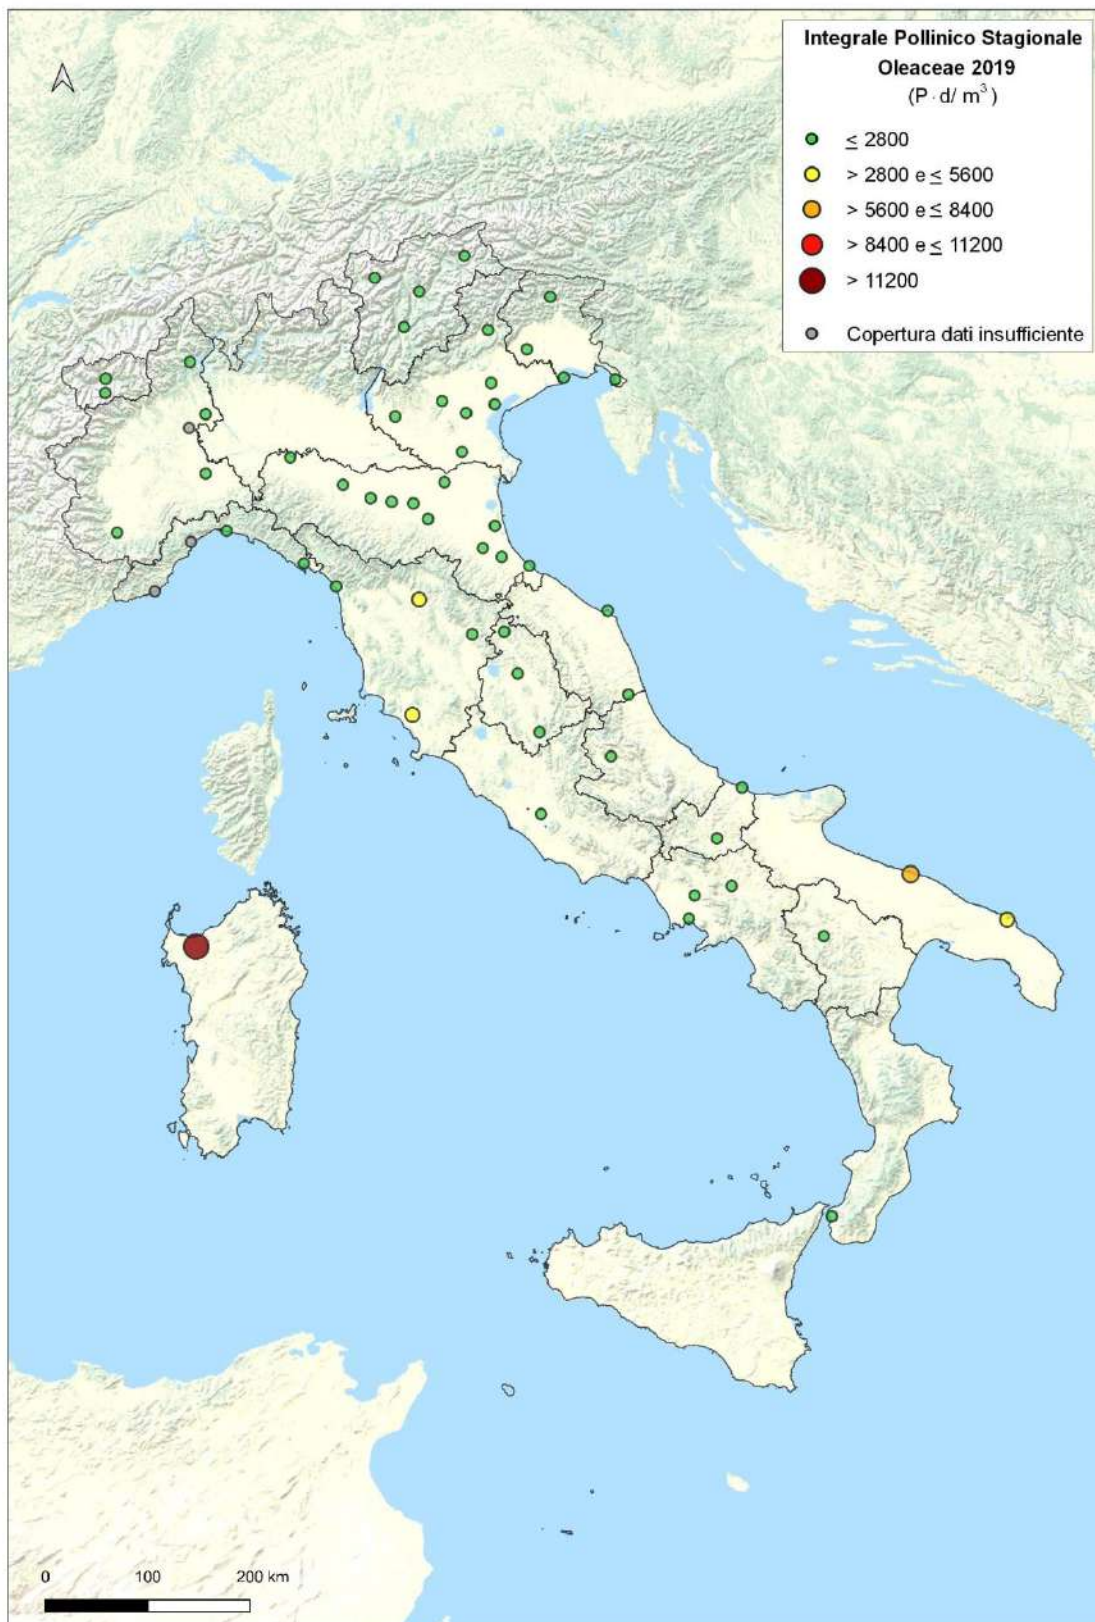 Integrale Pollinico Stagionale
Oleaceae 2019
(P · d/ m³)
≤ 2800
> 2800 e ≤ 5600
> 5600 e ≤ 8400
> 8400 e ≤ 11200
> 11200
Copertura dati insufficiente
0 100 200 km